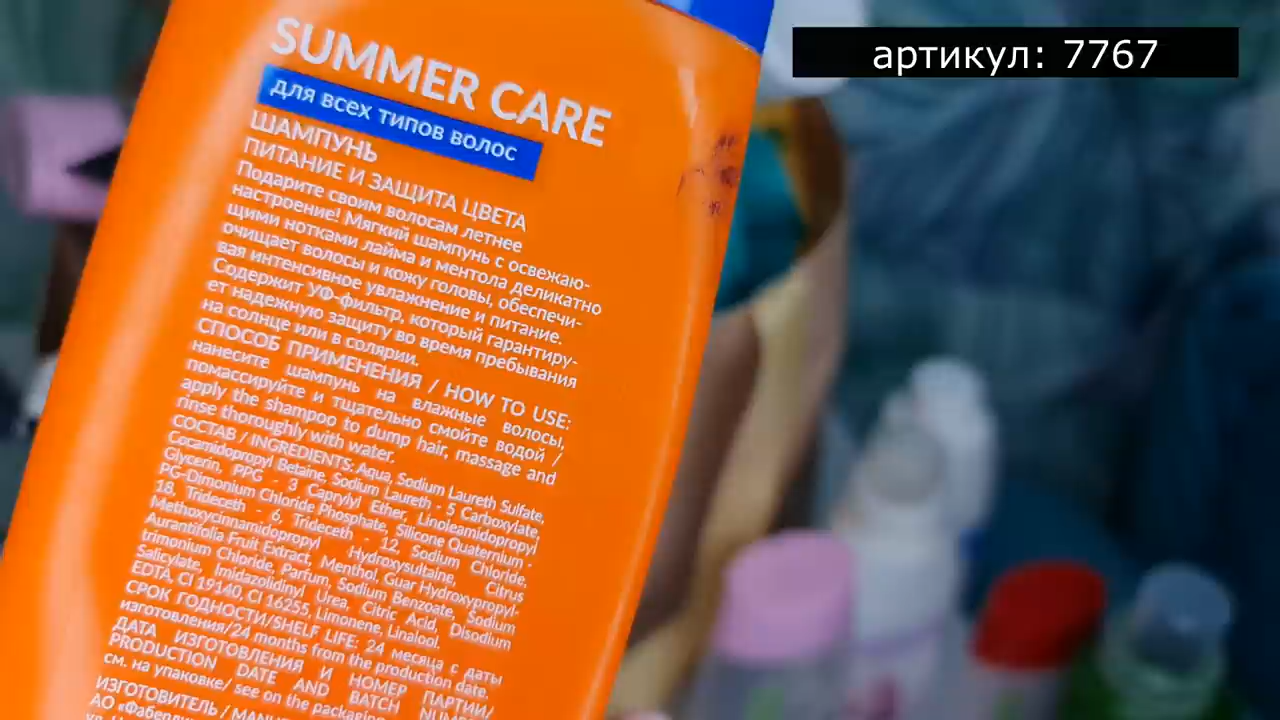 артикул: 7767
SUMMER CARE
ДЛЯ ВСЕХ ТИПОВ ВОЛОС
ШАМПУНЬ
ПИТАНИЕ И ЗАЩИТА ЦВЕТА
Подарите своим волосам летнее
настроение! Мягкий шампунь с освежаю-
щими нотками лайма и ментола деликатно
очищает волосы и кожу головы, обеспечи-
вая интенсивное увлажнение и питание.
Содержит УФ-фильтр, который гарантиру-
ет надежную защиту во время пребывания
на солнце или в солярии.
СПОСОБ ПРИМЕНЕНИЯ / HOW TO USE:
нанесите шампунь на влажные волосы,
помассируйте и тщательно смойте водой /
apply the shampoo to dump hair, massage and
rinse thoroughly with water.
СОСТАВ / INGREDIENTS: Aqua, Sodium Laureth Sulfate,
Cocamidopropyl Betaine, Sodium Laureth - 5 Carboxylate,
Glycerin, PPG - 3 Caprylyl Ether, Linoleamidopropyl
PG-Dimonium Chloride Phosphate, Silicone Quaternium -
18, Trideceth - 6, Trideceth - 12, Sodium Chloride,
Methoxycinnamidopropyl Hydroxysultaine, Citrus
Aurantifolia Fruit Extract, Menthol, Guar Hydroxypropyl-
trimonium Chloride, Parfum, Sodium Benzoate, Sodium
Salicylate, Imidazolidinyl Urea, Citric Acid, Disodium
EDTA, CI 19140, CI 16255, Limonene, Linalool.
СРОК ГОДНОСТИ/SHELF LIFE: 24 месяца с даты
изготовления/24 months from the production date.
ДАТА ИЗГОТОВЛЕНИЯ И НОМЕР ПАРТИИ/
PRODUCTION DATE AND BATCH NUMBER
см. на упаковке/ see on the packaging
ИЗГОТОВИТЕЛЬ /
АО «Фаберлик